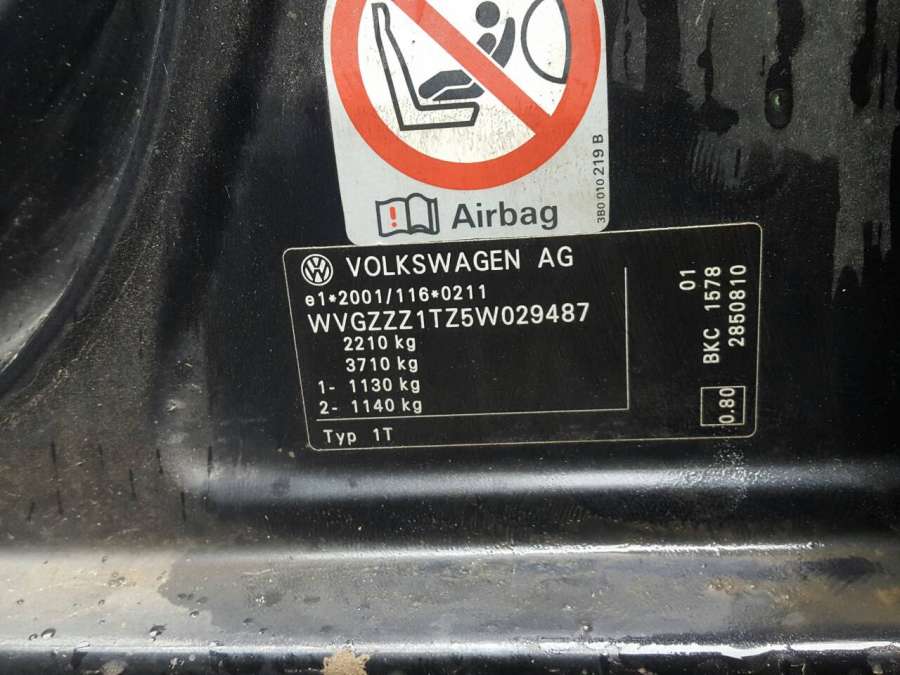 Airbag
3B0 010 219 B
VOLKSWAGEN AG
e1*2001/116*0211
WVGZZZ1TZ5W029487
2210 kg
3710 kg
1- 1130 kg
2- 1140 kg
Typ 1T
01
BKC 1578
2850810
0.80